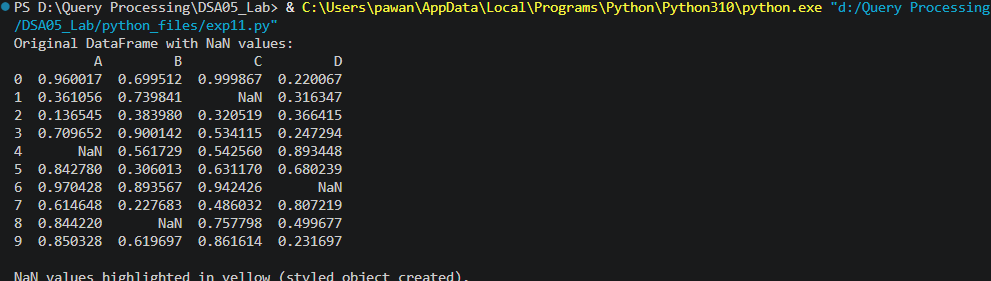 PS D:\Query Processing\DSA05_Lab> & C:\Users\pawan\AppData\Local\Programs\Python\Python310\python.exe "d:/Query Processing
/DSA05_Lab/python_files/exp11.py"
Original DataFrame with NaN values:
          A         B         C         D
0  0.960017  0.699512  0.999867  0.220067
1  0.361056  0.739841       NaN  0.316347
2  0.136545  0.383980  0.320519  0.366415
3  0.709652  0.900142  0.534115  0.247294
4       NaN  0.561729  0.542560  0.893448
5  0.842780  0.306013  0.631170  0.680239
6  0.970428  0.893567  0.942426       NaN
7  0.614648  0.227683  0.486032  0.807219
8  0.844220       NaN  0.757798  0.499677
9  0.850328  0.619697  0.861614  0.231697
NaN values highlighted in yellow (styled object created).